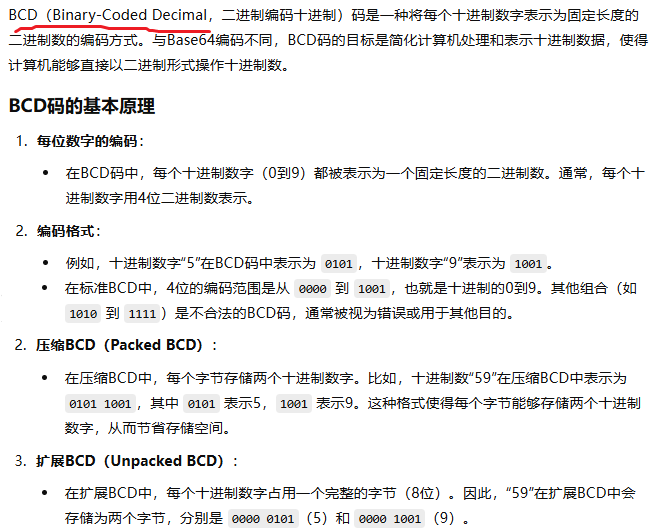 BCD（Binary-Coded Decimal，二进制编码十进制）码是一种将每个十进制数字表示为固定长度的
二进制数的编码方式。与Base64编码不同，BCD码的目标是简化计算机处理和表示十进制数据，使得
计算机能够直接以二进制形式操作十进制数。
BCD码的基本原理
1. 每位数字的编码：
• 在BCD码中，每个十进制数字（0到9）都被表示为一个固定长度的二进制数。通常，每个十
进制数字用4位二进制数表示。
2. 编码格式：
• 例如，十进制数字“5”在BCD码中表示为 0101，十进制数字“9”表示为 1001。
• 在标准BCD中，4位的编码范围是从 0000 到 1001，也就是十进制的0到9。其他组合（如
1010 到 1111）是不合法的BCD码，通常被视为错误或用于其他目的。
2. 压缩BCD（Packed BCD）：
• 在压缩BCD中，每个字节存储两个十进制数字。比如，十进制数“59”在压缩BCD中表示为
0101 1001，其中 0101 表示5，1001 表示9。这种格式使得每个字节能够存储两个十进制
数字，从而节省存储空间。
3. 扩展BCD（Unpacked BCD）：
• 在扩展BCD中，每个十进制数字占用一个完整的字节（8位）。因此，“59”在扩展BCD中会
存储为两个字节，分别是 0000 0101（5）和 0000 1001（9）。